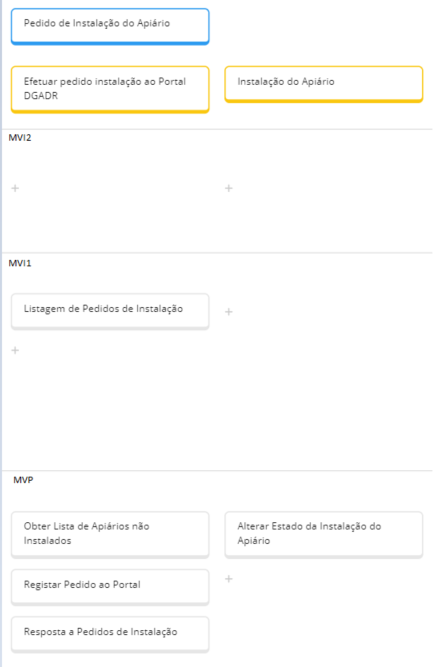 Pedido de Instalação do Apiário
Efetuar pedido instalação ao Portal
DGADR
Instalação do Apiário
MVI2
+ +
MVI1
Listagem de Pedidos de Instalação
+
+
MVP
Obter Lista de Apiários não
Instalados
Alterar Estado da Instalação do
Apiário
Registar Pedido ao Portal
+
Resposta a Pedidos de Instalação